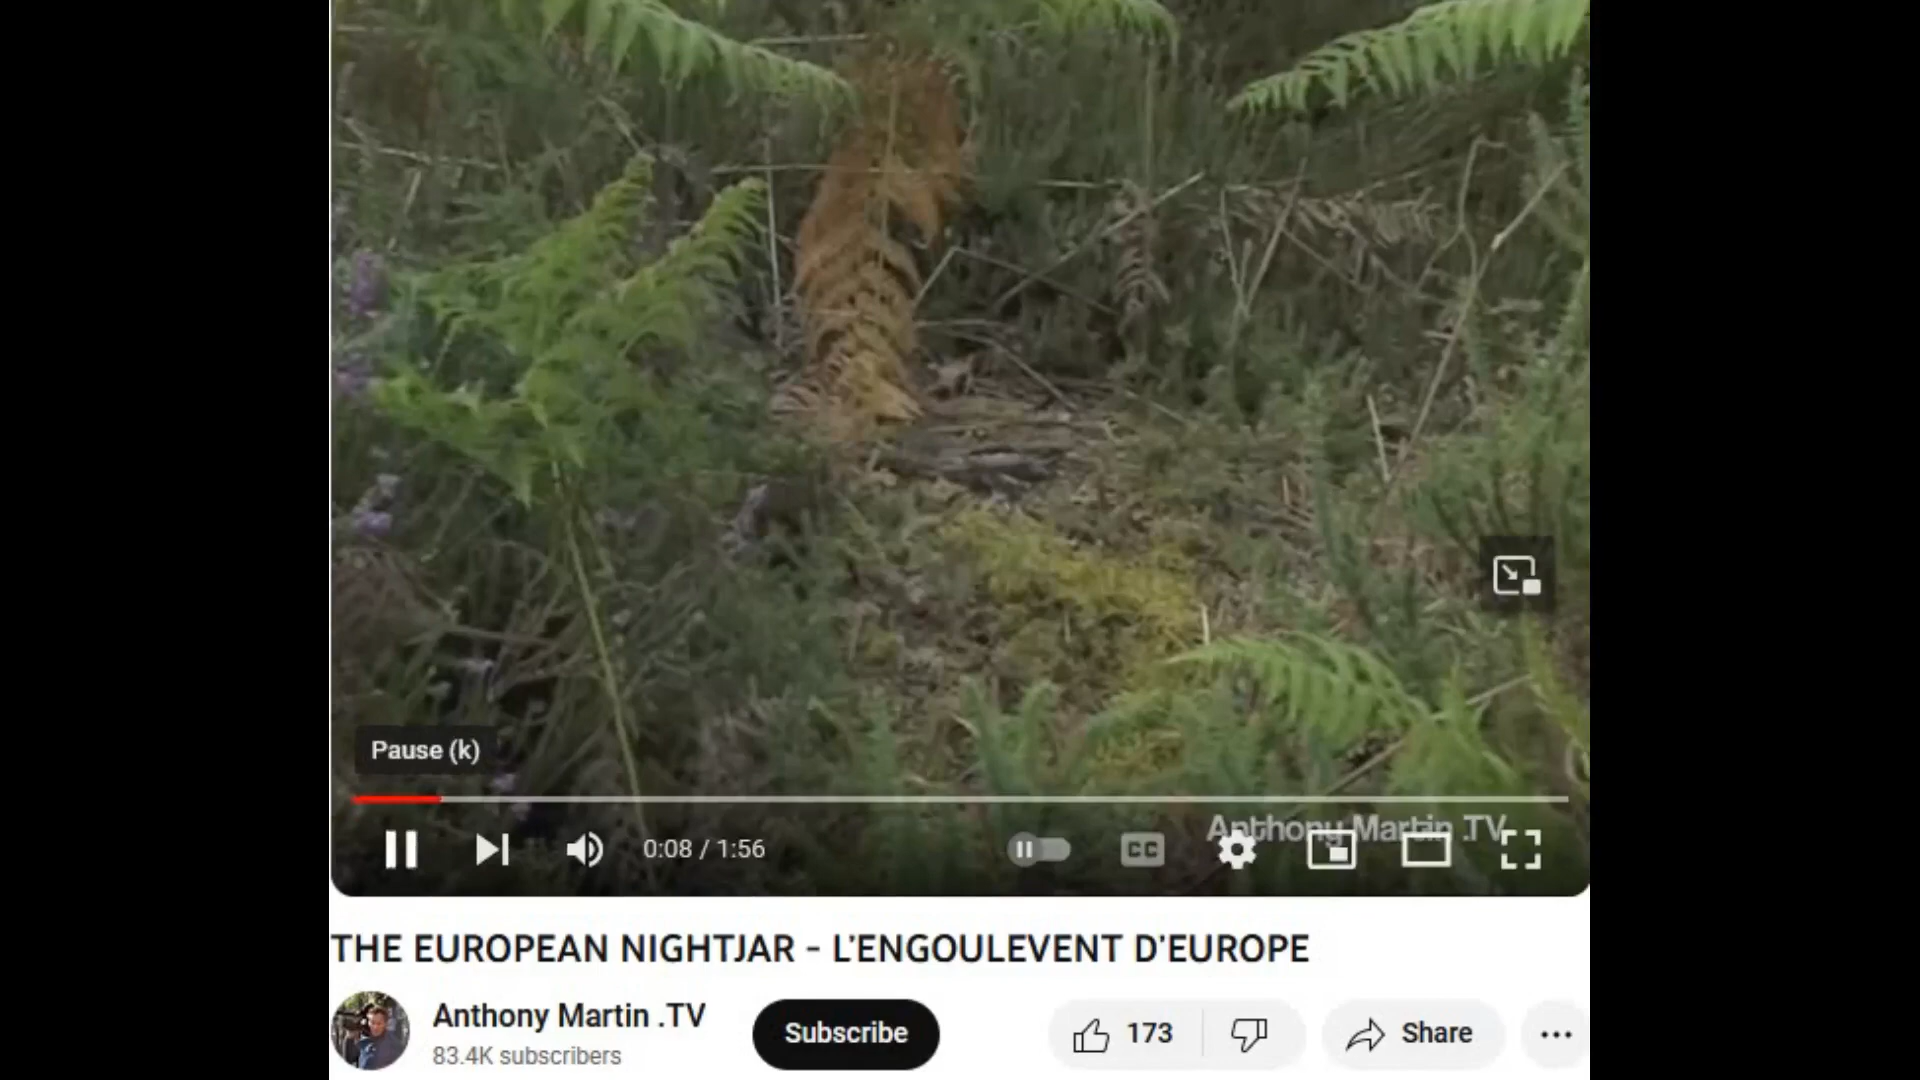 Pause (k)
0:08 / 1:56
CC
Anthony Martin .TV
THE EUROPEAN NIGHTJAR - L'ENGOULEVENT D'EUROPE
Anthony Martin .TV
Subscribe
173
Share
83.4K subscribers